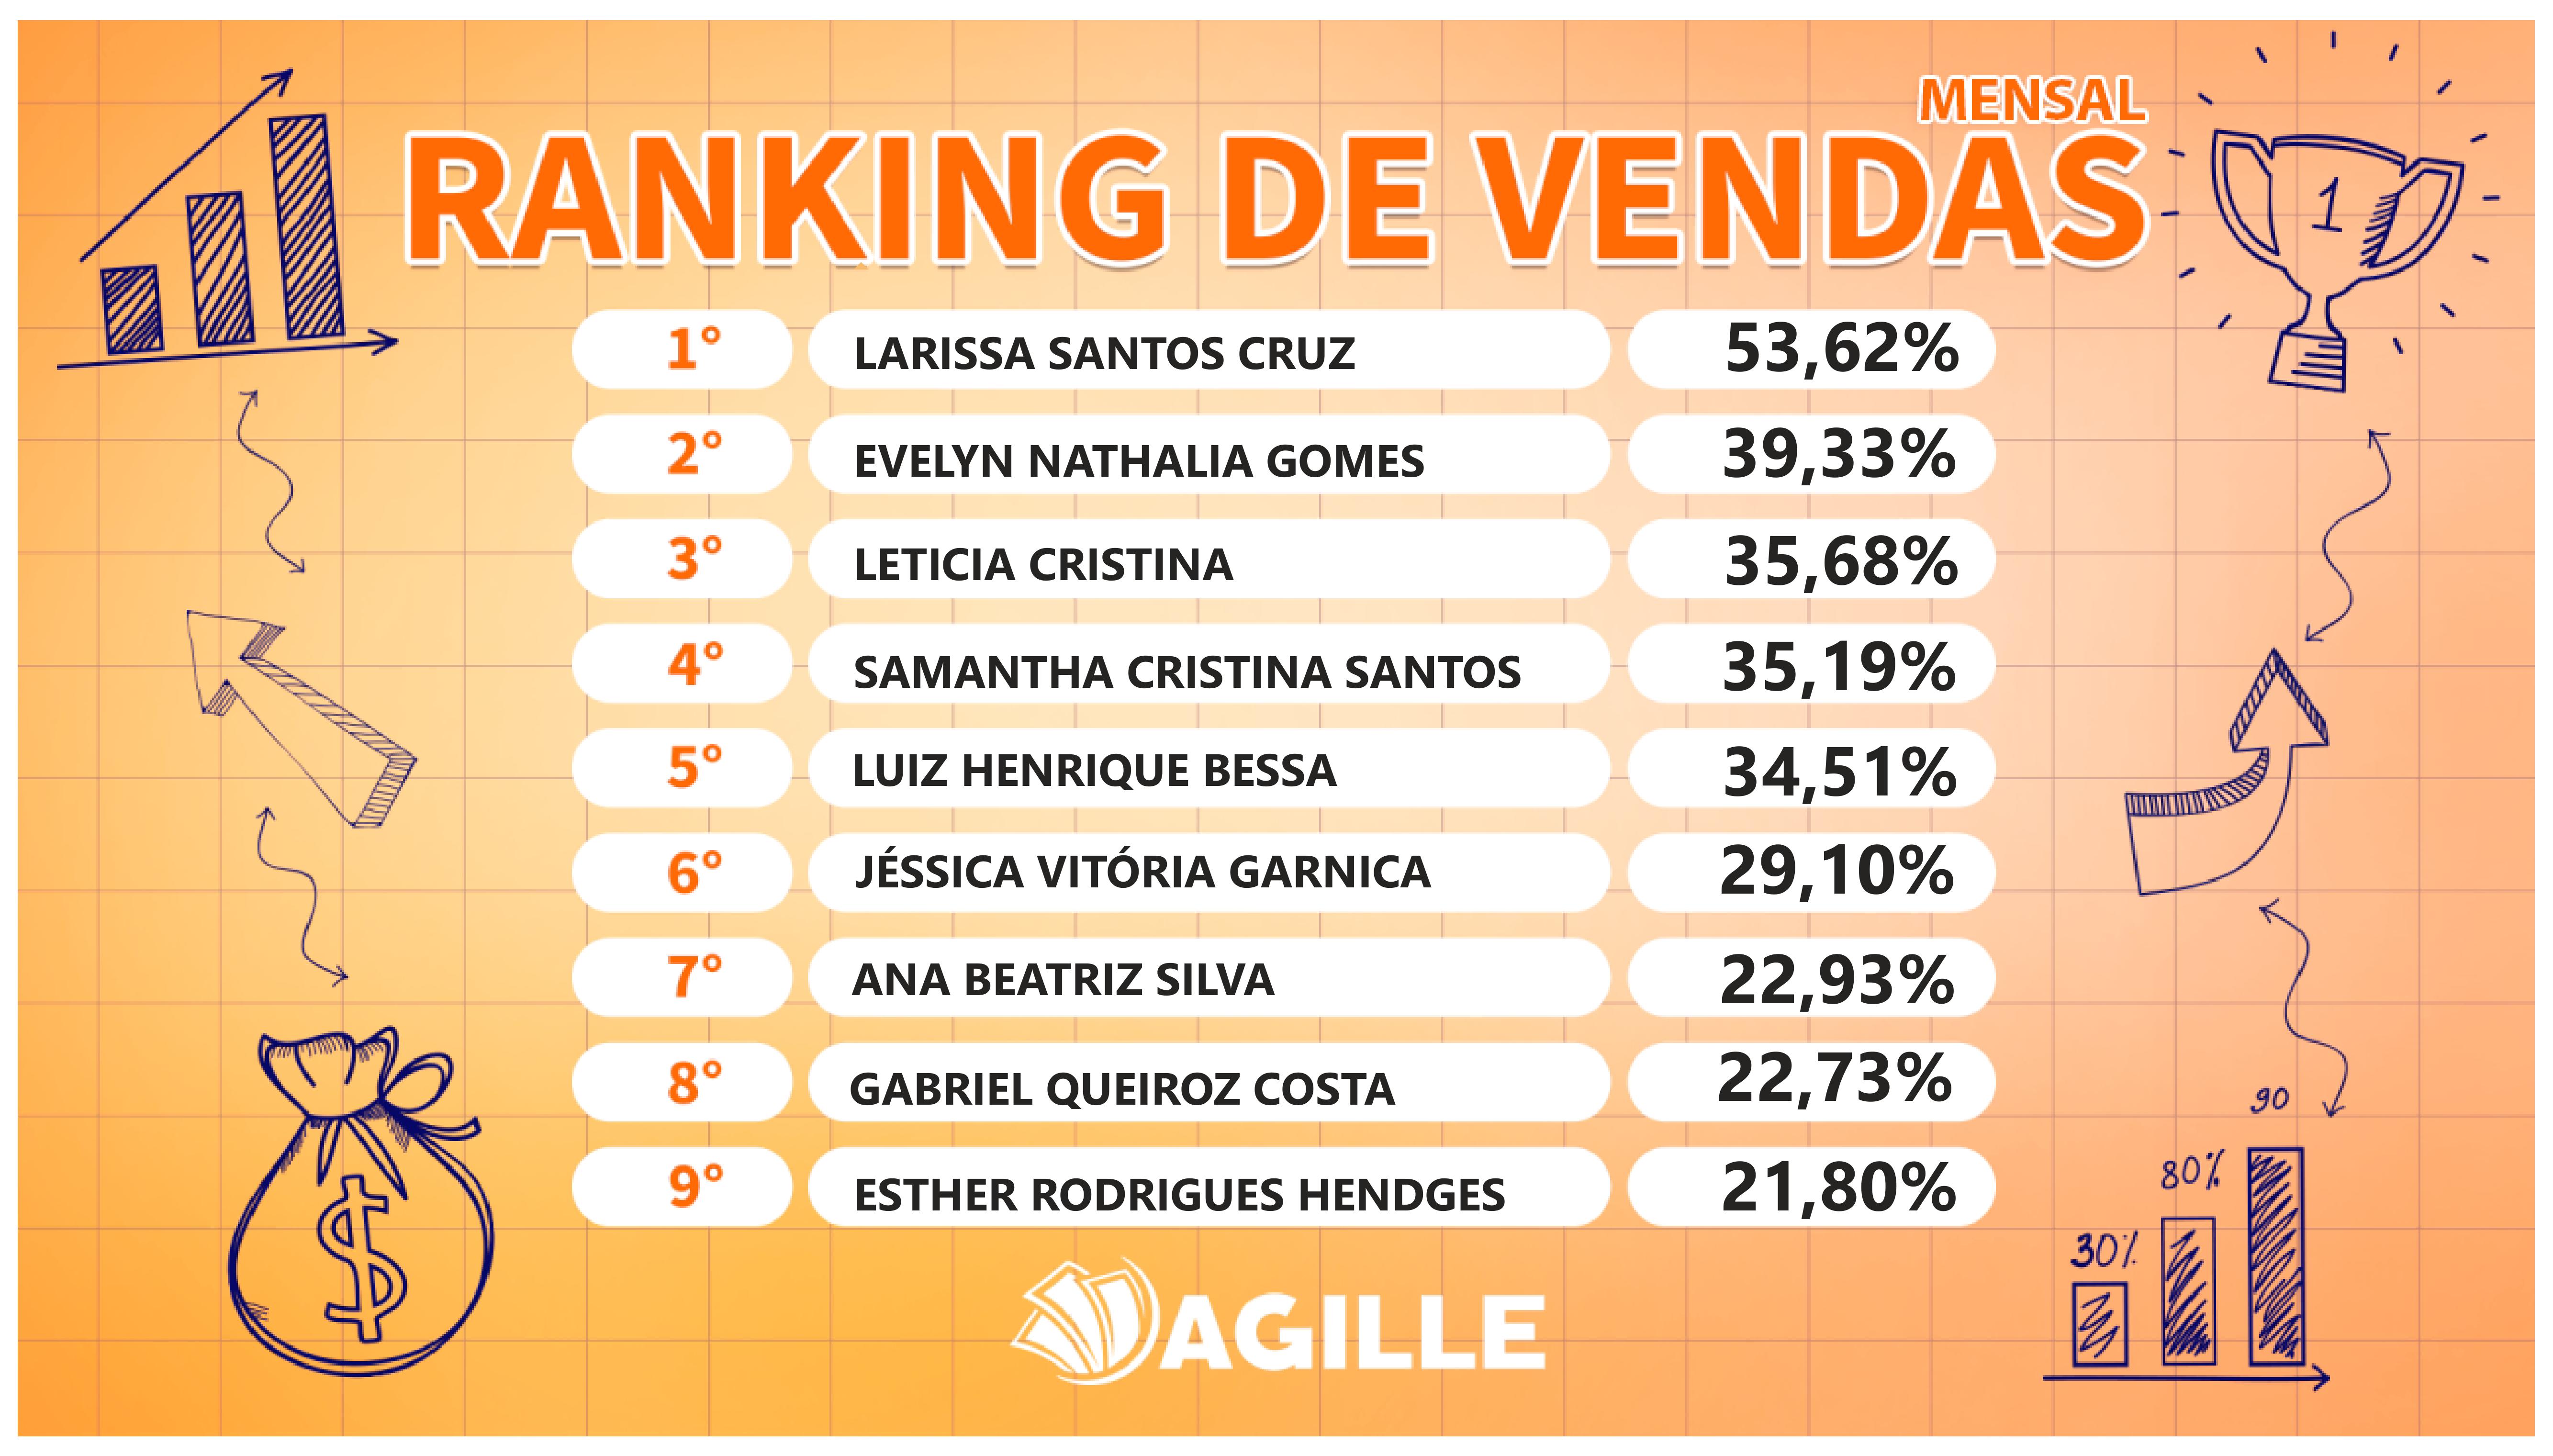 MENSAL
RANKING DE VENDAS
1
1° LARISSA SANTOS CRUZ 53,62%
2° EVELYN NATHALIA GOMES 39,33%
3° LETICIA CRISTINA 35,68%
4° SAMANTHA CRISTINA SANTOS 35,19%
5° LUIZ HENRIQUE BESSA 34,51%
6° JÉSSICA VITÓRIA GARNICA 29,10%
7° ANA BEATRIZ SILVA 22,93%
8° GABRIEL QUEIROZ COSTA 22,73%
9° ESTHER RODRIGUES HENDGES 21,80%
90
80%
30%
$
AGILLE